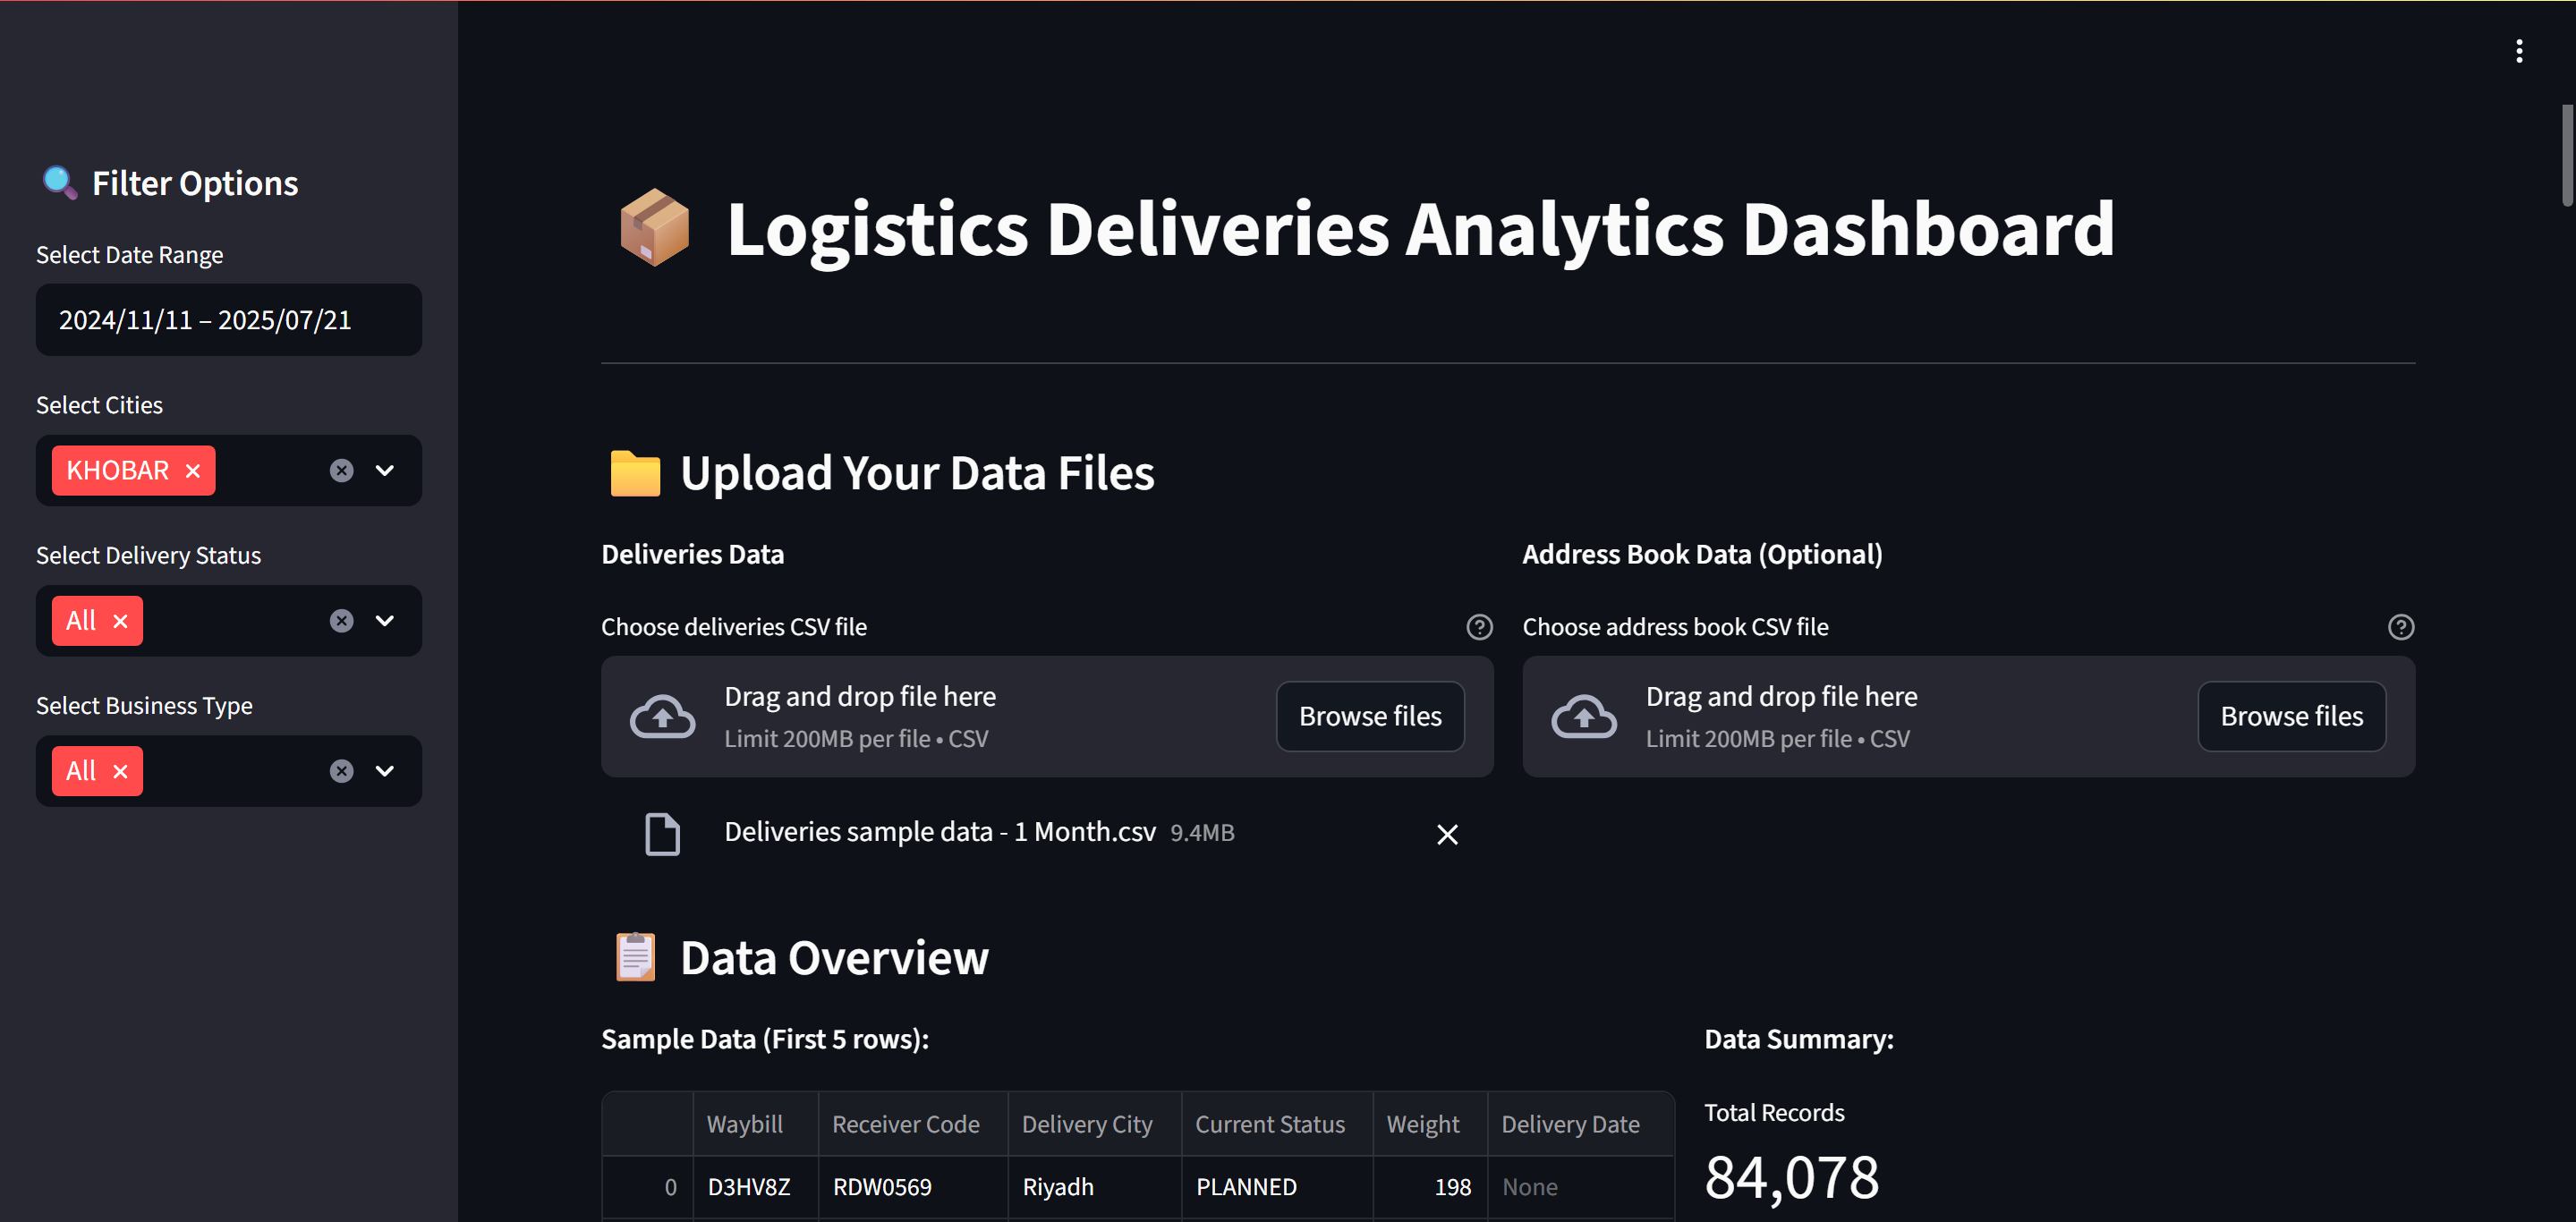 Filter Options
Select Date Range
2024/11/11 – 2025/07/21
Select Cities
KHOBAR
Select Delivery Status
All
Select Business Type
All
Logistics Deliveries Analytics Dashboard
Upload Your Data Files
Deliveries Data
Choose deliveries CSV file
Drag and drop file here
Limit 200MB per file • CSV
Browse files
Deliveries sample data - 1 Month.csv 9.4MB
Address Book Data (Optional)
Choose address book CSV file
Drag and drop file here
Limit 200MB per file • CSV
Browse files
Data Overview
Sample Data (First 5 rows):
Waybill Receiver Code Delivery City Current Status Weight Delivery Date
0 D3HV8Z RDW0569 Riyadh PLANNED 198 None
Data Summary:
Total Records
84,078